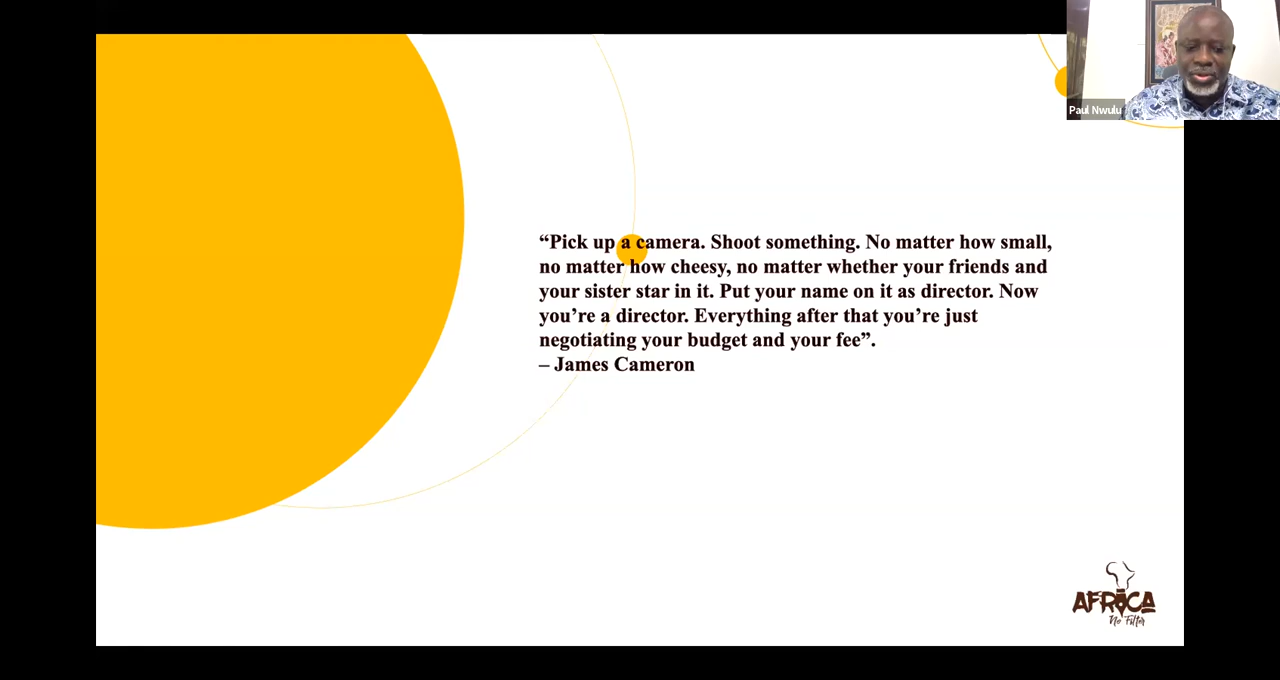 Paul Nwulu
“Pick up a camera. Shoot something. No matter how small,
no matter how cheesy, no matter whether your friends and
your sister star in it. Put your name on it as director. Now
you’re a director. Everything after that you’re just
negotiating your budget and your fee”.
– James Cameron
AFRICA
No Filter